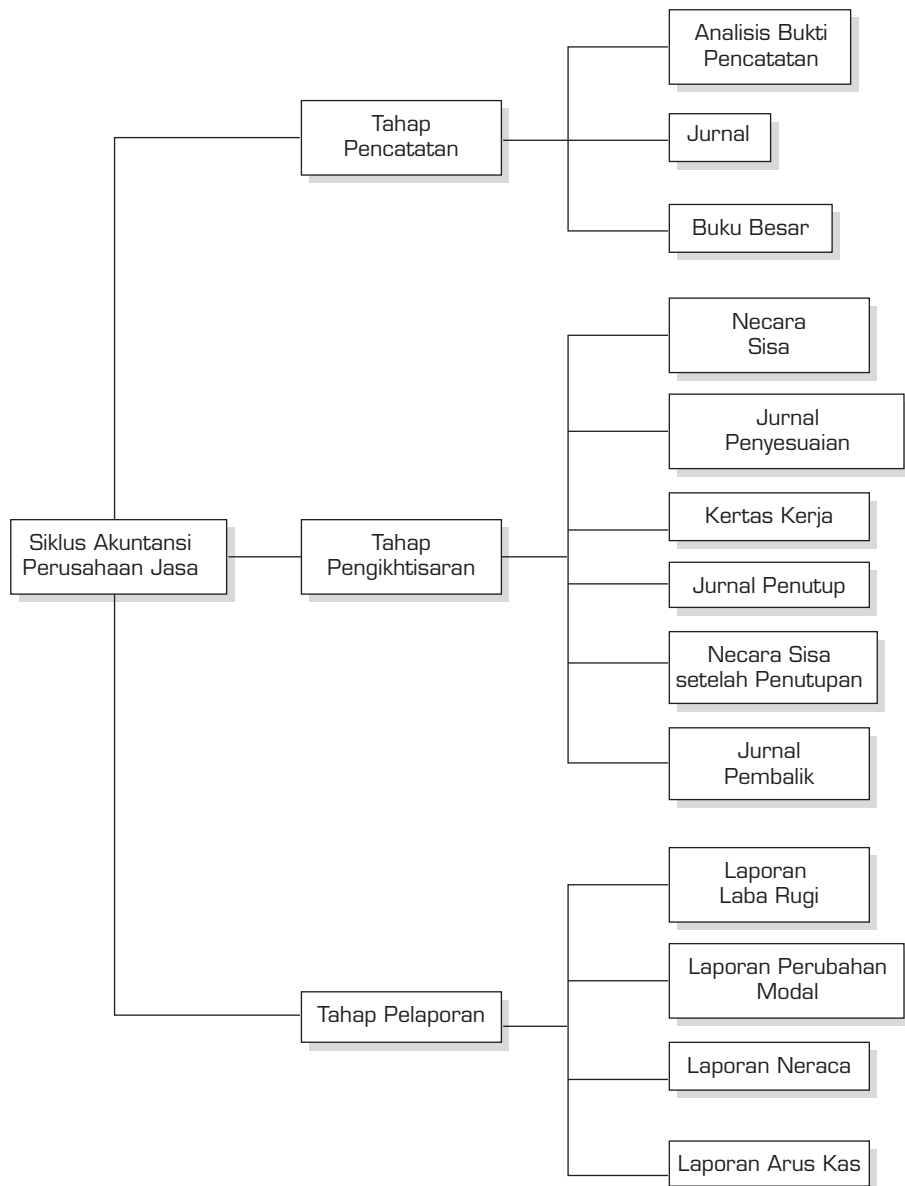 Siklus Akuntansi
Perusahaan Jasa
Tahap
Pencatatan
Analisis Bukti
Pencatatan
Jurnal
Buku Besar
Tahap
Pengikhtisaran
Necara
Sisa
Jurnal
Penyesuaian
Kertas Kerja
Jurnal Penutup
Necara Sisa
setelah Penutupan
Jurnal
Pembalik
Tahap Pelaporan
Laporan
Laba Rugi
Laporan Perubahan
Modal
Laporan Neraca
Laporan Arus Kas